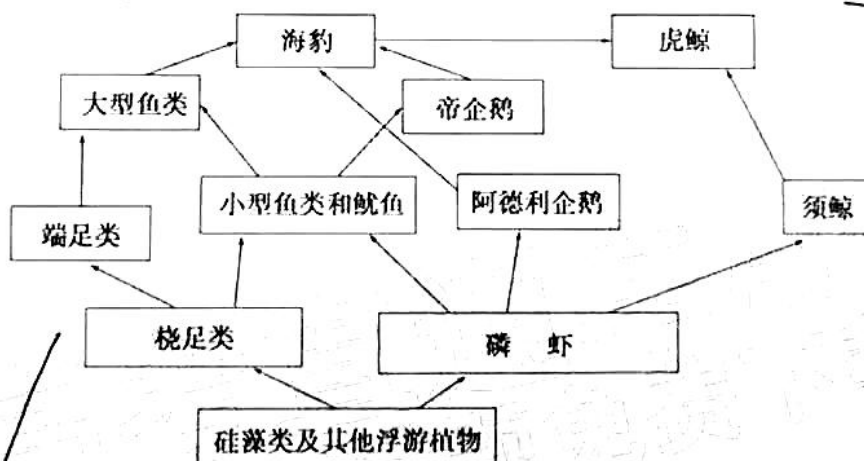 海豹
虎鲸
大型鱼类
帝企鹅
小型鱼类和鱿鱼
阿德利企鹅
须鲸
端足类
桡足类
磷 虾
硅藻类及其他浮游植物